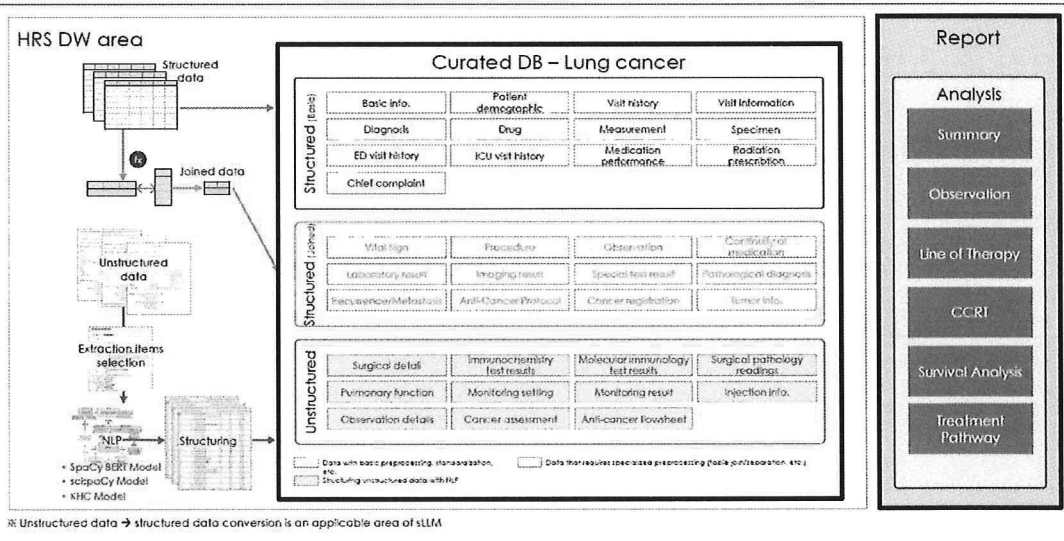 HRS DW area
Structured
data
fx
Joined data
Unstructured
data
Extraction items
selection
NLP
Structuring
• SpaCy BERT Model
• scispaCy Model
• KHC Model
Curated DB – Lung cancer
Structured (Basic)
Basic info.
Patient
demographic
Visit history
Visit information
Diagnosis
Drug
Measurement
Specimen
ED visit history
ICU visit history
Medication
performance
Radiation
prescribtion
Chief complaint
Structured (Joined)
Vital Sign
Procedure
Observation
Continuity of
medication
Laboratory result
Imaging result
Special test result
Pathological diagnosis
Recurrence/Metastasis
Anti-Cancer Protocol
Cancer registration
Tumor info.
Unstructured
Surgical detail
Immunochemistry
test results
Molecular immunology
test results
Surgical pathology
readings
Pulmonary function
Monitoring setting
Monitoring result
Injection info.
Observation details
Cancer assesment
Anti-cancer flowsheet
Data with basic preprocessing, standardization,
etc.
Data that requires specialized preprocessing (table join/separation, etc.)
Structuring unstructured data with NLP
Report
Analysis
Summary
Observation
Line of Therapy
CCRT
Survival Analysis
Treatment
Pathway
※ Unstructured data → structured data conversion is an applicable area of sLLM